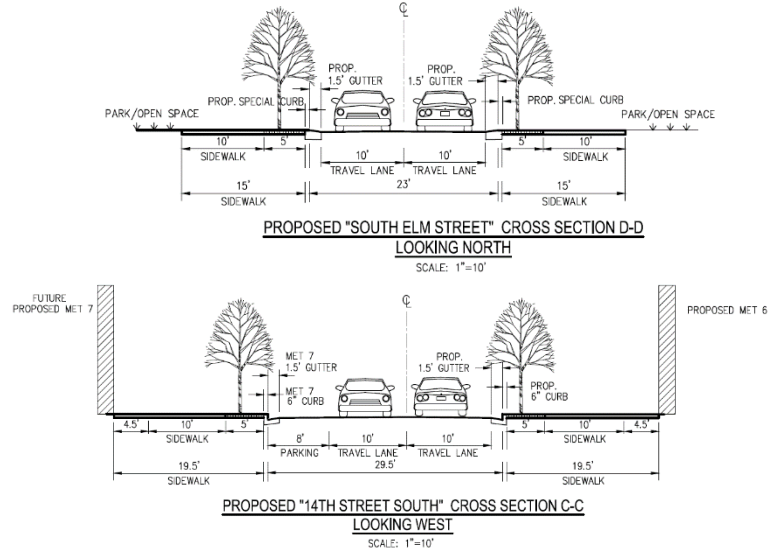 ℄
PROP.
1.5' GUTTER
PROP.
1.5' GUTTER
PROP. SPECIAL CURB
PROP. SPECIAL CURB
PARK/OPEN SPACE
PARK/OPEN SPACE
10'
SIDEWALK
5'
10'
TRAVEL LANE
10'
TRAVEL LANE
5'
10'
SIDEWALK
15'
SIDEWALK
23'
15'
SIDEWALK
PROPOSED "SOUTH ELM STREET" CROSS SECTION D-D
LOOKING NORTH
SCALE: 1"=10'
FUTURE
PROPOSED MET 7
℄
PROPOSED MET 6
MET 7
1.5' GUTTER
PROP.
1.5' GUTTER
MET 7
6" CURB
PROP.
6" CURB
4.5'
10'
SIDEWALK
5'
8'
PARKING
10'
TRAVEL LANE
10'
TRAVEL LANE
5'
10'
SIDEWALK
4.5'
19.5'
SIDEWALK
29.5'
19.5'
SIDEWALK
PROPOSED "14TH STREET SOUTH" CROSS SECTION C-C
LOOKING WEST
SCALE: 1"=10'